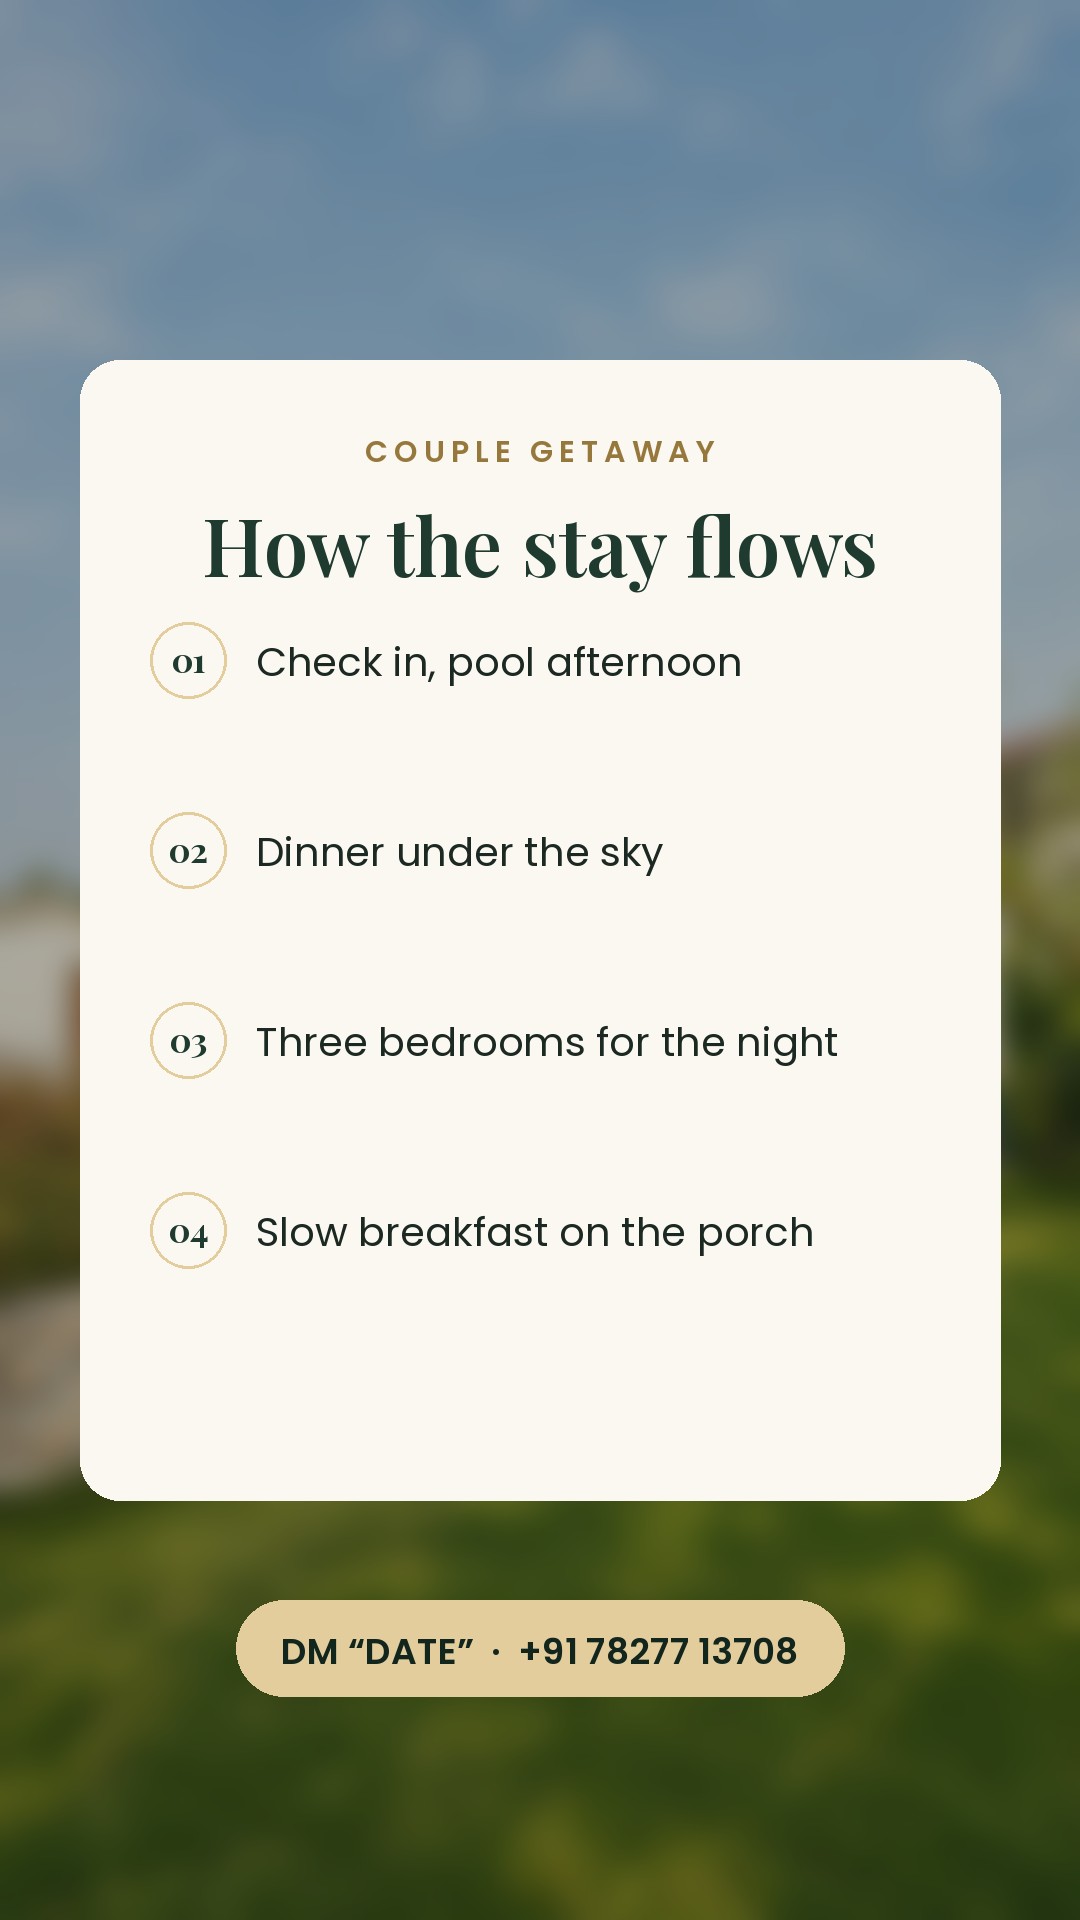 COUPLE GETAWAY
How the stay flows
01 Check in, pool afternoon
02 Dinner under the sky
03 Three bedrooms for the night
04 Slow breakfast on the porch
DM “DATE” · +91 78277 13708